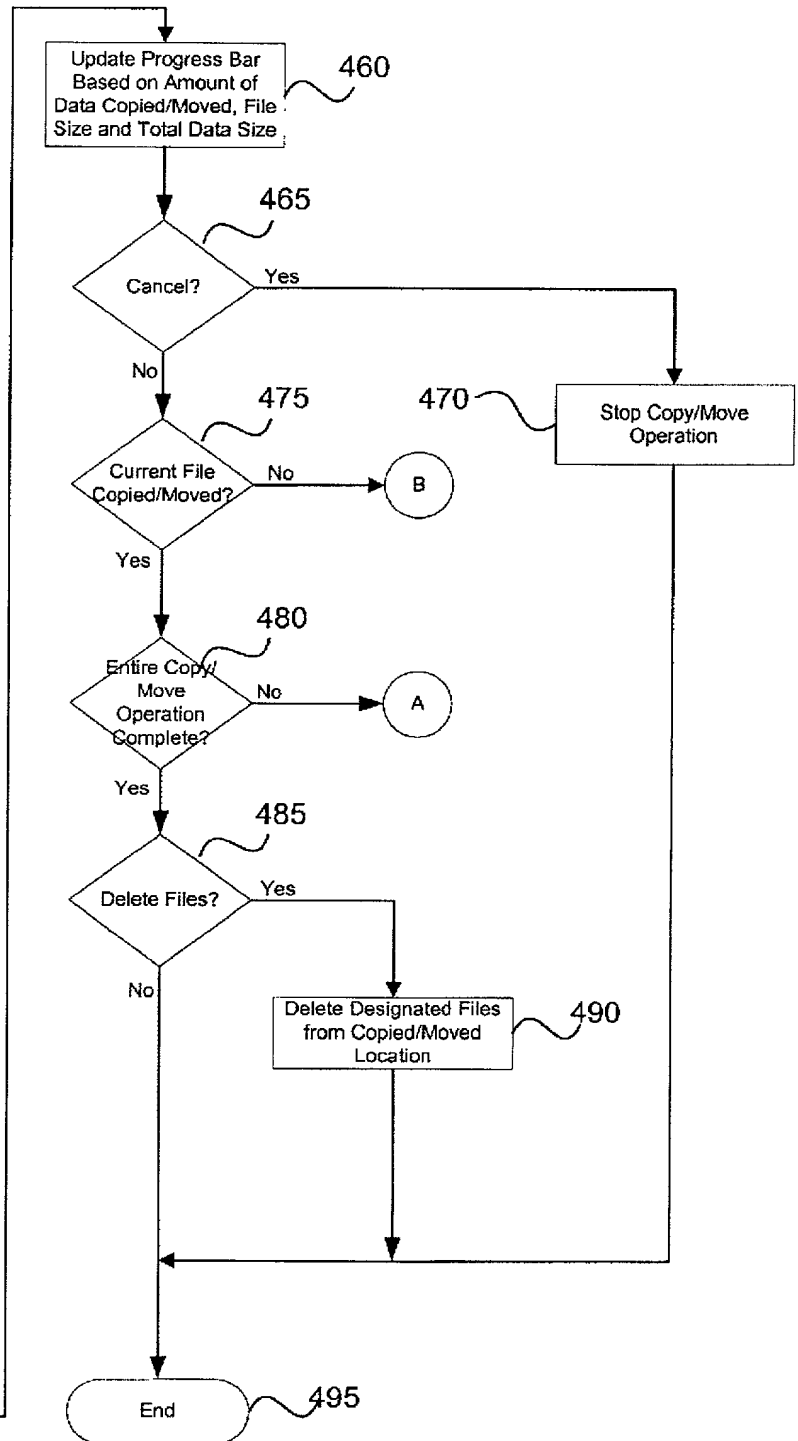 Update Progress Bar
Based on Amount of
Data Copied/Moved, File
Size and Total Data Size
460
465
Cancel?
Yes
No
475
470
Stop Copy/Move
Operation
Current File
Copied/Moved?
No
B
Yes
480
Entire Copy/
Move
Operation
Complete?
No
A
Yes
485
Delete Files?
Yes
No
Delete Designated Files
from Copied/Moved
Location
490
End
495